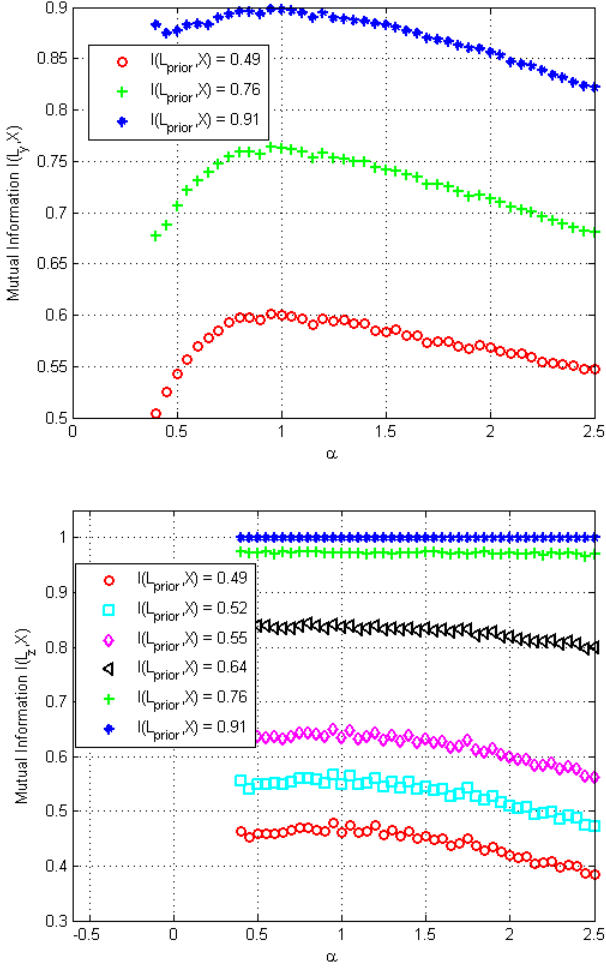 0.9
0.85
0.8
0.75
0.7
0.65
0.6
0.55
0.5
Mutual Information I(L_y,X)
I(L_prior,X) = 0.49
I(L_prior,X) = 0.76
I(L_prior,X) = 0.91
0 0.5 1 1.5 2 2.5
α
1
0.9
0.8
0.7
0.6
0.5
0.4
0.3
Mutual Information I(L_z,X)
I(L_prior,X) = 0.49
I(L_prior,X) = 0.52
I(L_prior,X) = 0.55
I(L_prior,X) = 0.64
I(L_prior,X) = 0.76
I(L_prior,X) = 0.91
-0.5 0 0.5 1 1.5 2 2.5
α